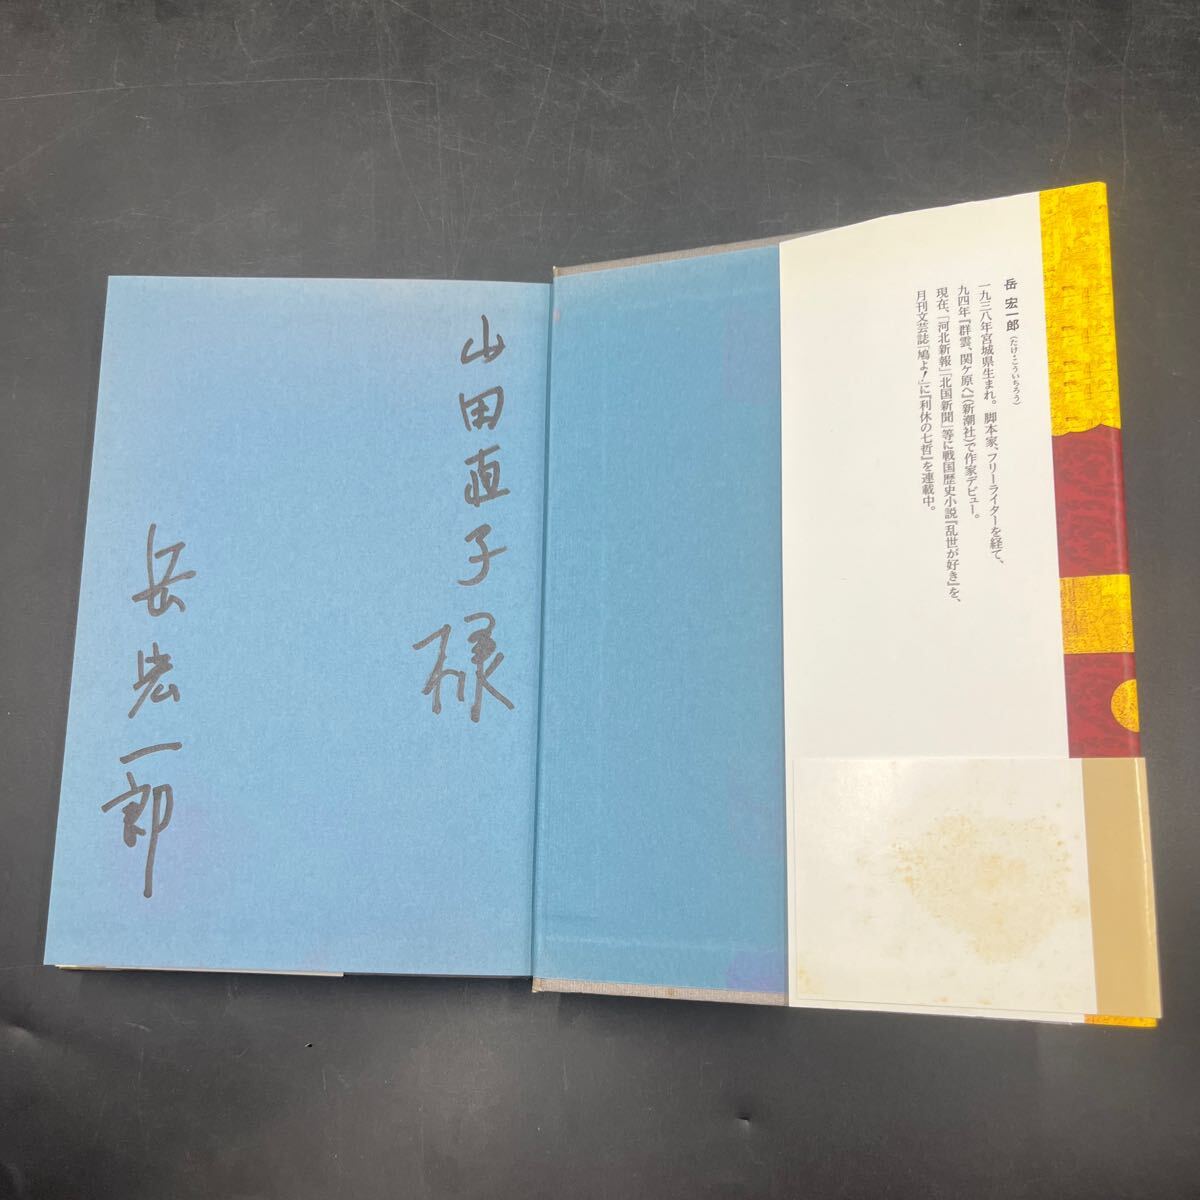 岳 宏一郎（たけ・こういちろう）
一九三八年宮城県生まれ。脚本家、フリーライターを経て、
九四年『群雲、関ケ原へ』（新潮社）で作家デビュー。
現在、「河北新報」「北国新聞」等に戦国歴史小説『乱世が好き』を、
月刊文芸誌「鳩よ！」に『利休の七哲』を連載中。
山田直子様
岳宏一郎